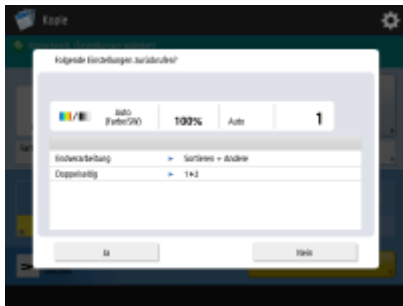 Kopie
Folgende Einstellungen zurückrufen?
Auto
(Farbe/SW)
100%
Auto
1
Endverarbeitung
Sortieren + Andere
Doppelseitig
1►2
Ja
Nein